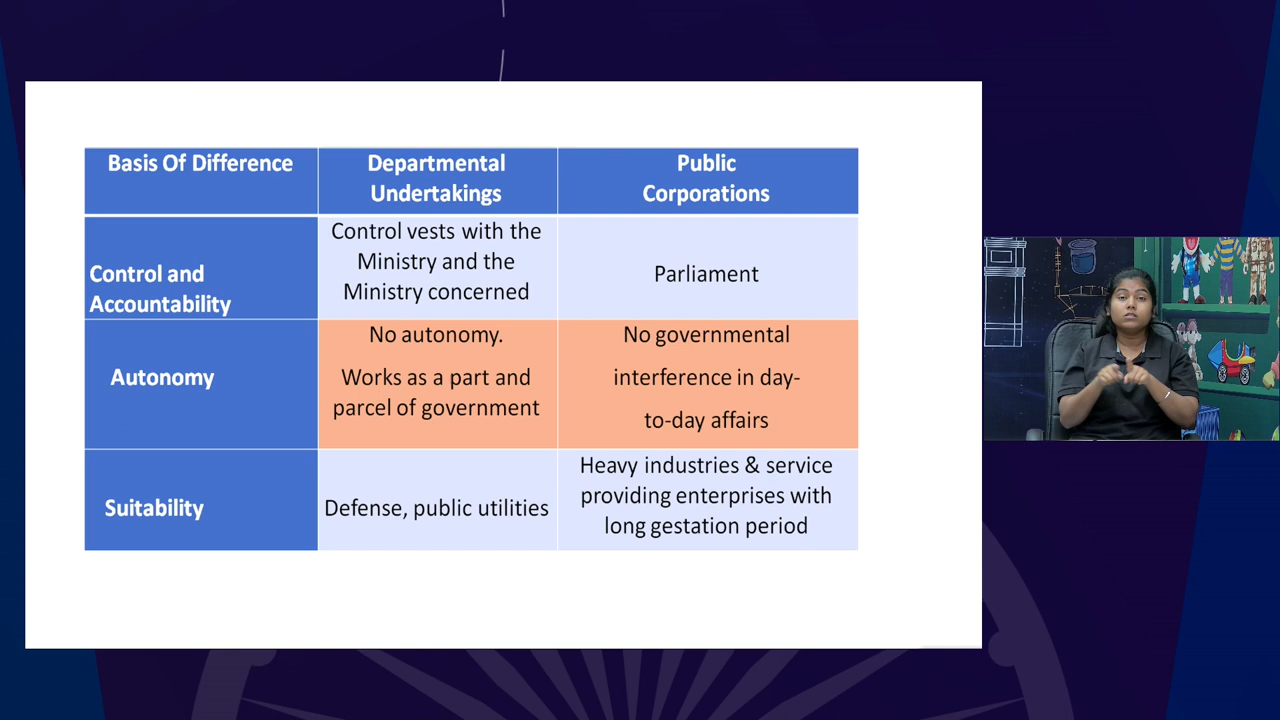 Basis Of Difference
Departmental
Undertakings
Public
Corporations
Control and
Accountability
Control vests with the
Ministry and the
Ministry concerned
Parliament
Autonomy
No autonomy.
Works as a part and
parcel of government
No governmental
interference in day-
to-day affairs
Suitability
Defense, public utilities
Heavy industries & service
providing enterprises with
long gestation period